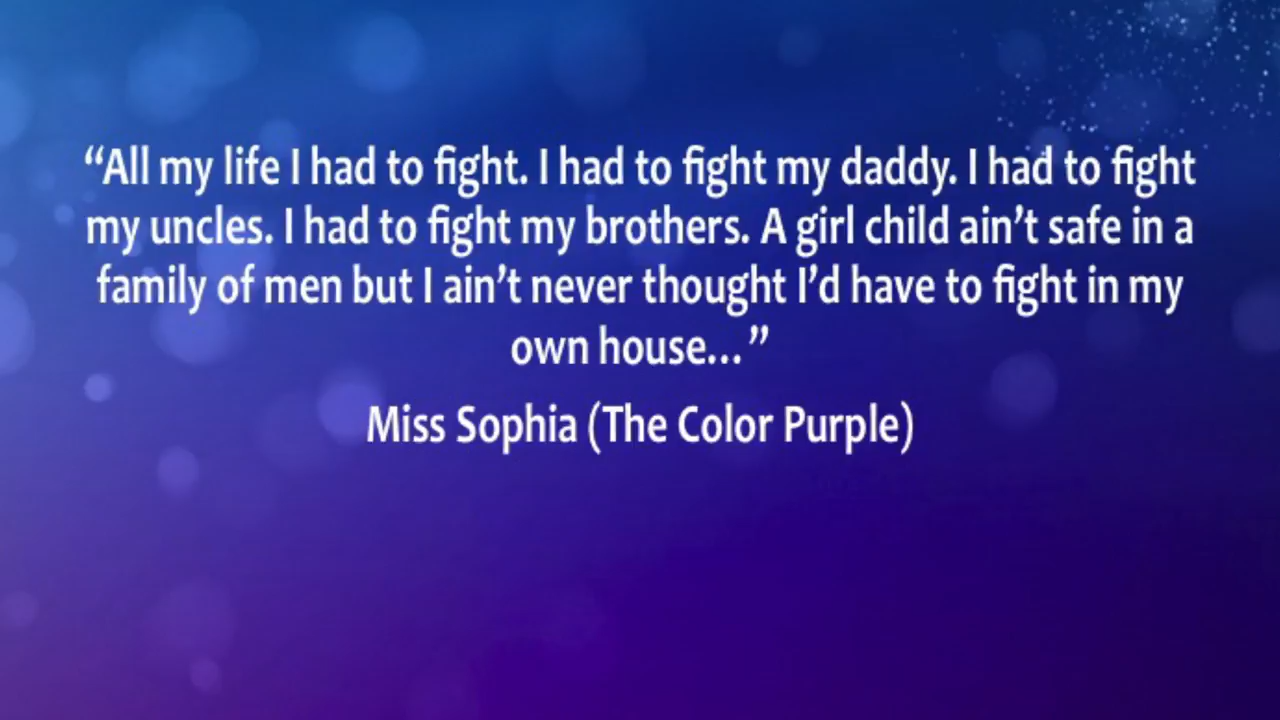 “All my life I had to fight. I had to fight my daddy. I had to fight
my uncles. I had to fight my brothers. A girl child ain’t safe in a
family of men but I ain’t never thought I’d have to fight in my
own house...”
Miss Sophia (The Color Purple)